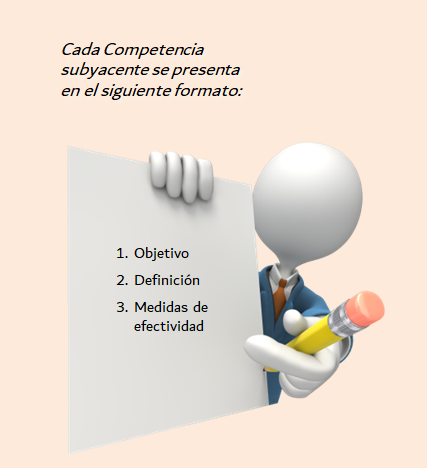 Cada Competencia
subyacente se presenta
en el siguiente formato:
1. Objetivo
2. Definición
3. Medidas de
efectividad